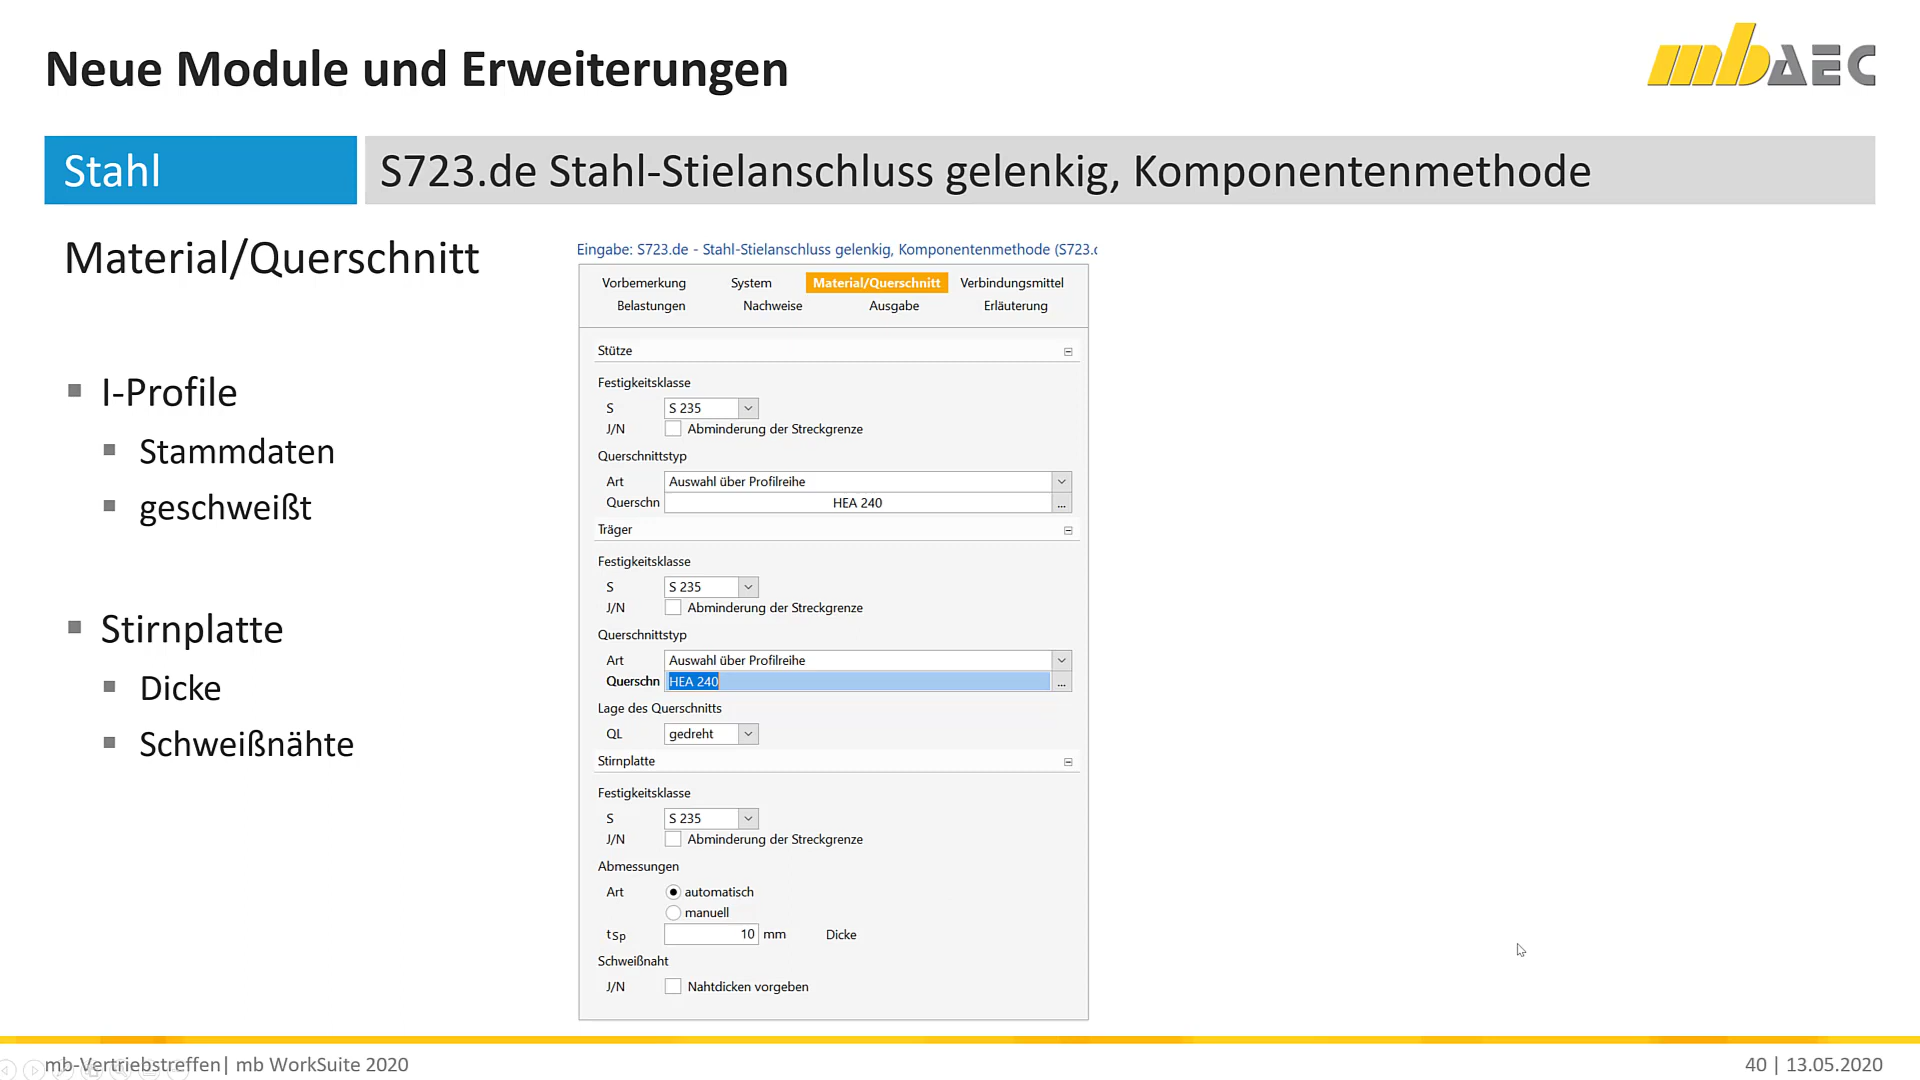 Neue Module und Erweiterungen
mb AEC
Stahl
S723.de Stahl-Stielanschluss gelenkig, Komponentenmethode
Material/Querschnitt
I-Profile
Stammdaten
geschweißt
Stirnplatte
Dicke
Schweißnähte
Eingabe: S723.de - Stahl-Stielanschluss gelenkig, Komponentenmethode (S723.
Vorbemerkung System Material/Querschnitt Verbindungsmittel
Belastungen Nachweise Ausgabe Erläuterung
Stütze
Festigkeitsklasse
S S 235
J/N Abminderung der Streckgrenze
Querschnittstyp
Art Auswahl über Profilreihe
Querschn HEA 240 ...
Träger
Festigkeitsklasse
S S 235
J/N Abminderung der Streckgrenze
Querschnittstyp
Art Auswahl über Profilreihe
Querschn HEA 240 ...
Lage des Querschnitts
QL gedreht
Stirnplatte
Festigkeitsklasse
S S 235
J/N Abminderung der Streckgrenze
Abmessungen
Art automatisch
manuell
tSp 10 mm Dicke
Schweißnaht
J/N Nahtdicken vorgeben
mb-Vertriebstreffen| mb WorkSuite 2020
40 | 13.05.2020